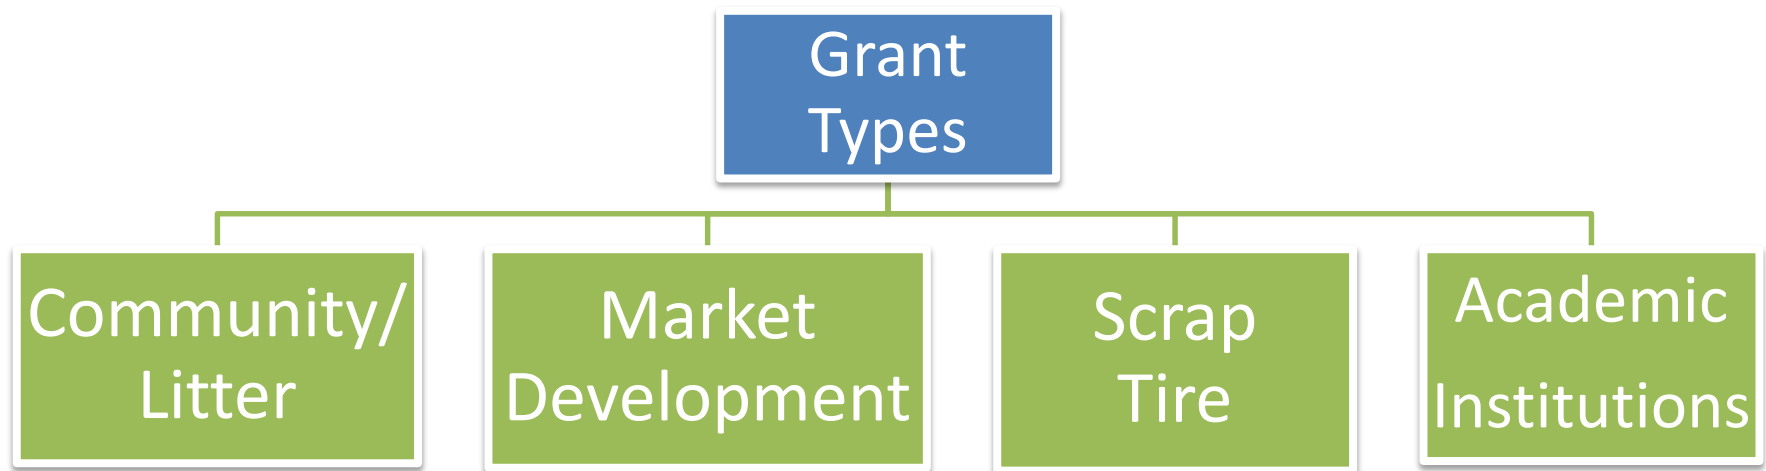 Grant
Types
Community/
Litter
Market
Development
Scrap
Tire
Academic
Institutions